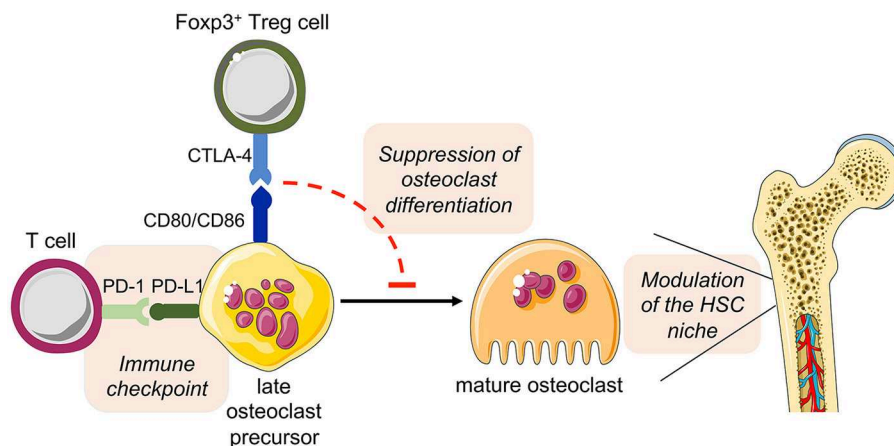 Foxp3⁺ Treg cell
CTLA-4
CD80/CD86
Suppression of
osteoclast
differentiation
T cell
PD-1 PD-L1
Immune
checkpoint
late
osteoclast
precursor
mature osteoclast
Modulation
of the HSC
niche